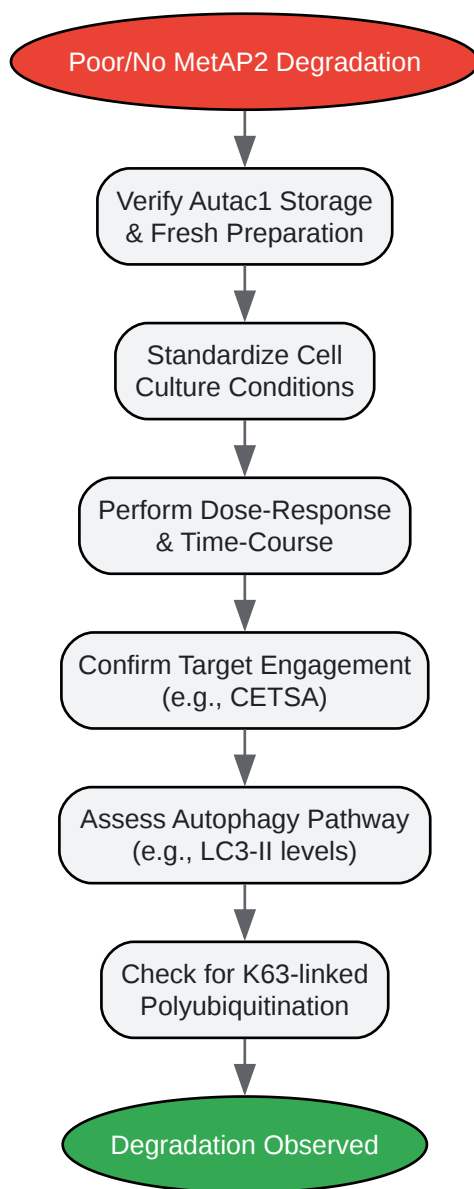 Poor/No MetAP2 Degradation
Verify Autac1 Storage
& Fresh Preparation
Standardize Cell
Culture Conditions
Perform Dose-Response
& Time-Course
Confirm Target Engagement
(e.g., CETSA)
Assess Autophagy Pathway
(e.g., LC3-II levels)
Check for K63-linked
Polyubiquitination
Degradation Observed